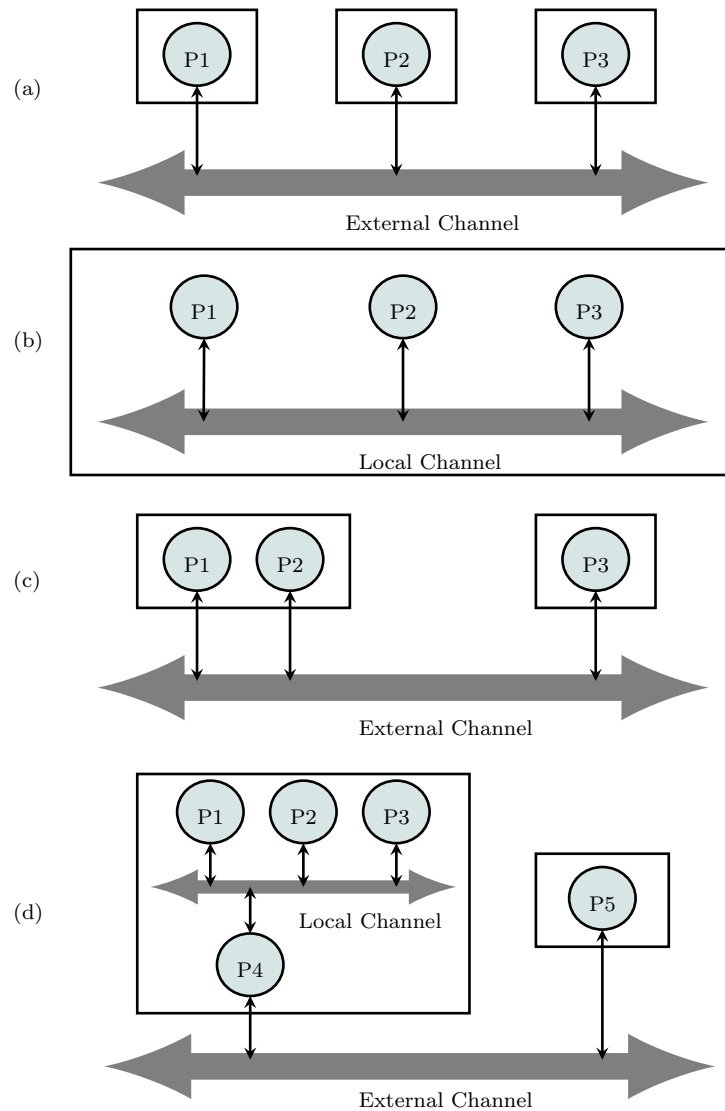 P1 P2 P3
(a)
External Channel
P1 P2 P3
(b)
Local Channel
P1 P2 P3
(c)
External Channel
P1 P2 P3
(d)
P5
Local Channel
P4
External Channel